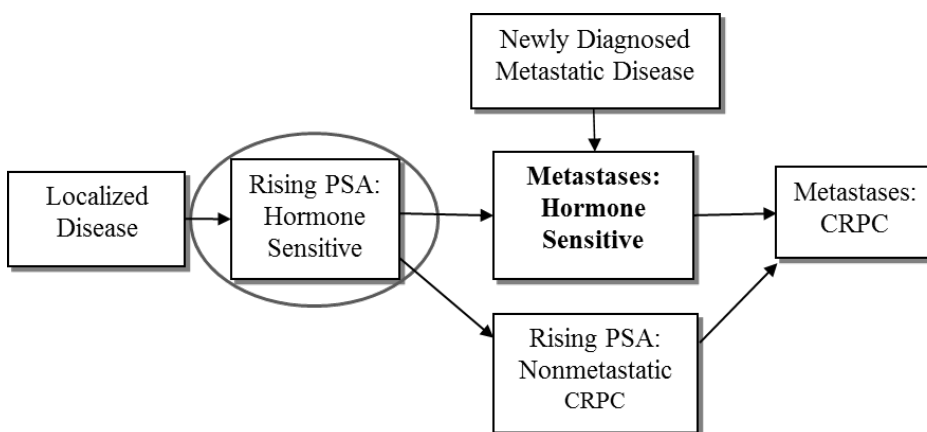 Newly Diagnosed
Metastatic Disease
Localized
Disease
Rising PSA:
Hormone
Sensitive
Metastases:
Hormone
Sensitive
Metastases:
CRPC
Rising PSA:
Nonmetastatic
CRPC